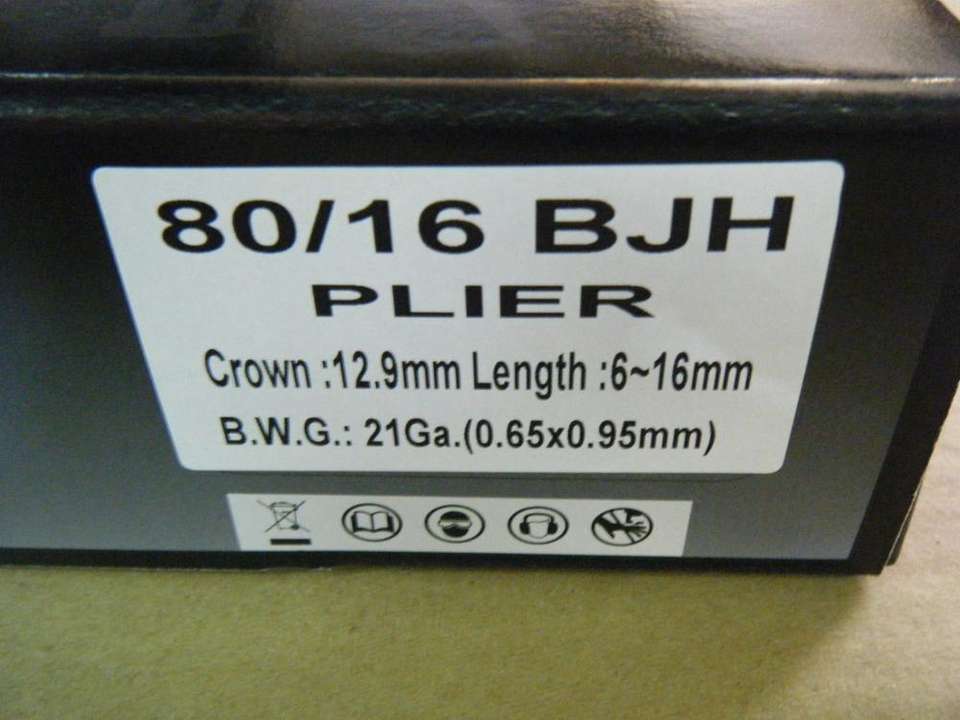 80/16 BJH
PLIER
Crown :12.9mm Length :6~16mm
B.W.G.: 21Ga.(0.65x0.95mm)